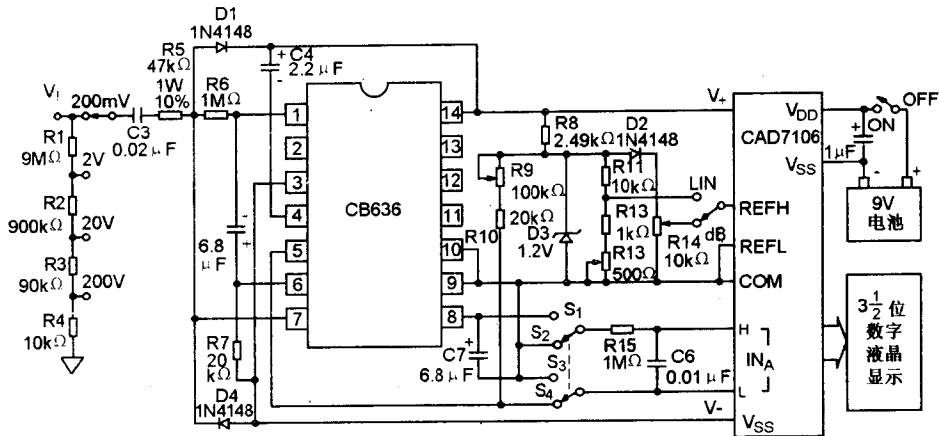 D1
1N4148
R5
47kΩ
1W
10%
R6
1MΩ
C4
+
-
2.2μF
V_I
200mV
C3
0.02μF
R1
9MΩ
2V
R2
900kΩ
20V
R3
90kΩ
200V
R4
10kΩ
6.8
μF
-
+
R7
20
kΩ
D4
1N4148
1
2
3
4
5
6
7
CB636
14
13
12
11
10
9
8
R8
2.49kΩ
D2
1N4148
R9
100kΩ
20kΩ
R10
D3
1.2V
R11
10kΩ
R13
1kΩ
R13
500Ω
LIN
dB
R14
10kΩ
+
C7
6.8μF
S1
S2
S3
S4
R15
1MΩ
C6
0.01μF
V+
V-
CAD7106
V_DD
V_SS
REFH
REFL
COM
H
IN_A
L
V_SS
OFF
ON
+
1μF
-
+
9V
电池
3 1/2 位
数字
液晶
显示